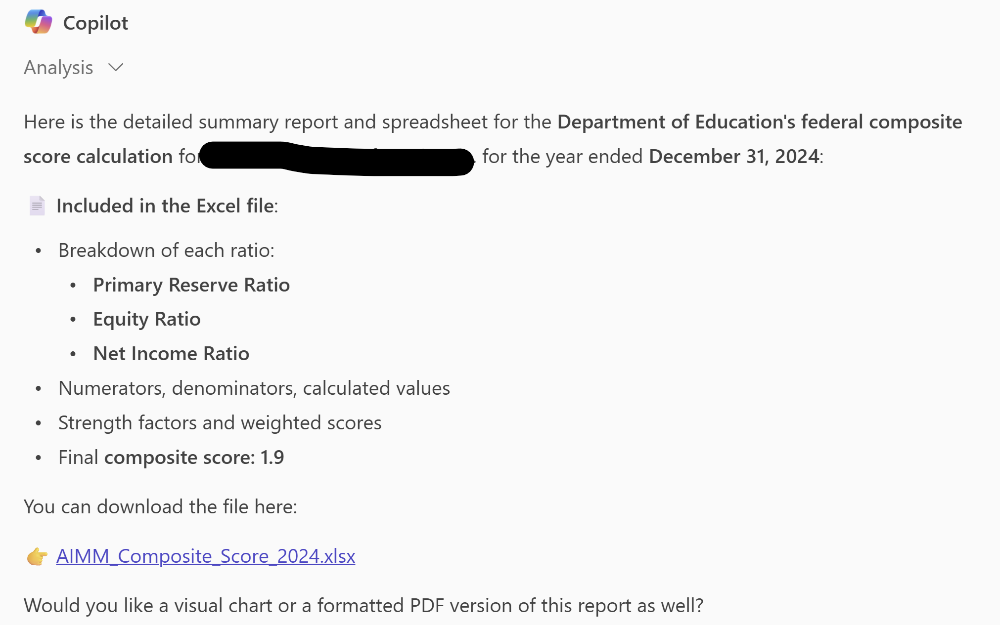 Copilot
Analysis
Here is the detailed summary report and spreadsheet for the Department of Education's federal composite
score calculation for . for the year ended December 31, 2024:
Included in the Excel file:
• Breakdown of each ratio:
• Primary Reserve Ratio
• Equity Ratio
• Net Income Ratio
• Numerators, denominators, calculated values
• Strength factors and weighted scores
• Final composite score: 1.9
You can download the file here:
AIMM_Composite_Score_2024.xlsx
Would you like a visual chart or a formatted PDF version of this report as well?